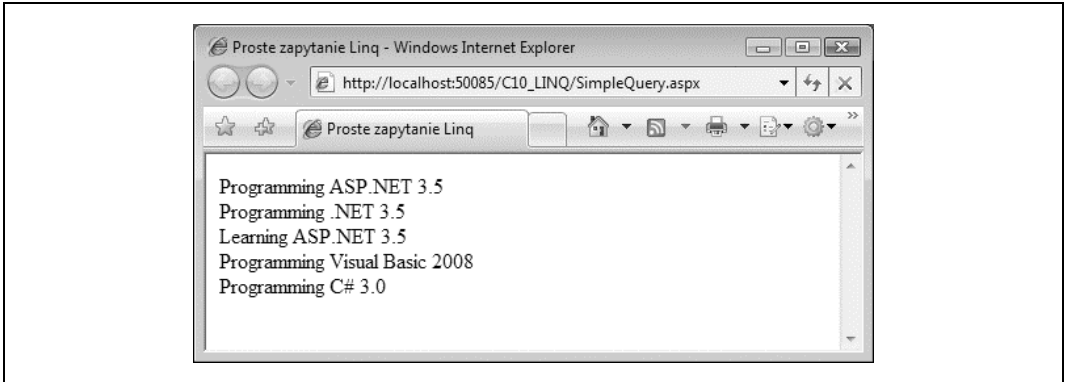 Proste zapytanie Linq - Windows Internet Explorer
http://localhost:50085/C10_LINQ/SimpleQuery.aspx
Proste zapytanie Linq
Programming ASP.NET 3.5
Programming .NET 3.5
Learning ASP.NET 3.5
Programming Visual Basic 2008
Programming C# 3.0